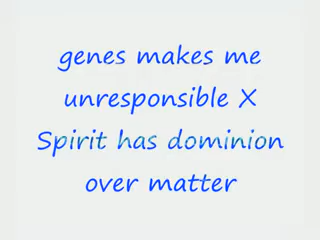 genes makes me
unresponsible X
Spirit has dominion
over matter